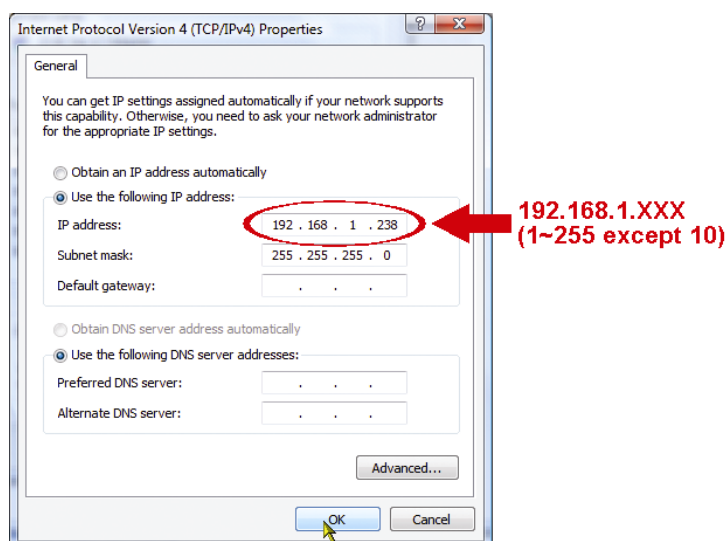 Internet Protocol Version 4 (TCP/IPv4) Properties
General
You can get IP settings assigned automatically if your network supports
this capability. Otherwise, you need to ask your network administrator
for the appropriate IP settings.
Obtain an IP address automatically
Use the following IP address:
IP address: 192 . 168 . 1 . 238
192.168.1.XXX
(1~255 except 10)
Subnet mask: 255 . 255 . 255 . 0
Default gateway: . . .
Obtain DNS server address automatically
Use the following DNS server addresses:
Preferred DNS server: . . .
Alternate DNS server: . . .
Advanced...
OK Cancel